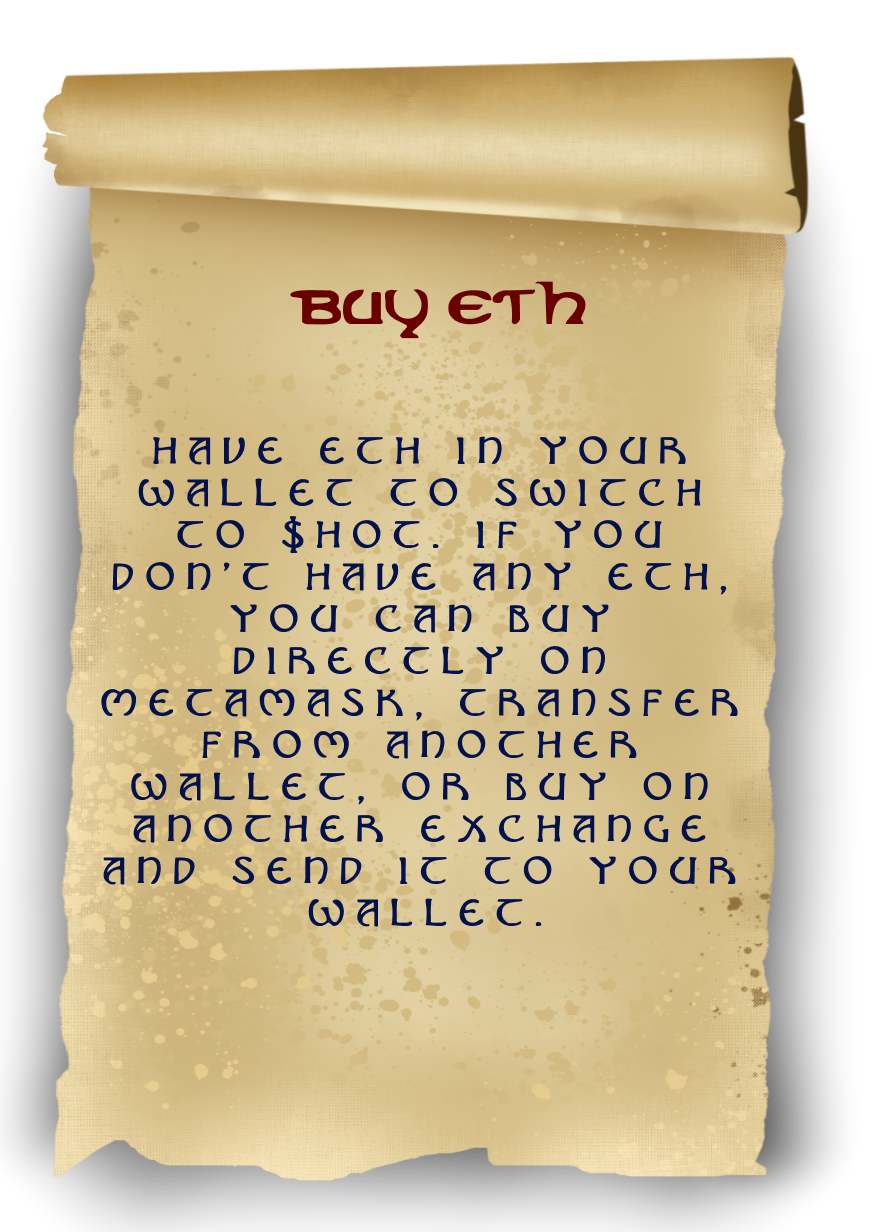 BUY ETH
HAVE ETH IN YOUR
WALLET TO SWITCH
TO $HOT. IF YOU
DON'T HAVE ANY ETH,
YOU CAN BUY
DIRECTLY ON
METAMASK, TRANSFER
FROM ANOTHER
WALLET, OR BUY ON
ANOTHER EXCHANGE
AND SEND IT TO YOUR
WALLET.